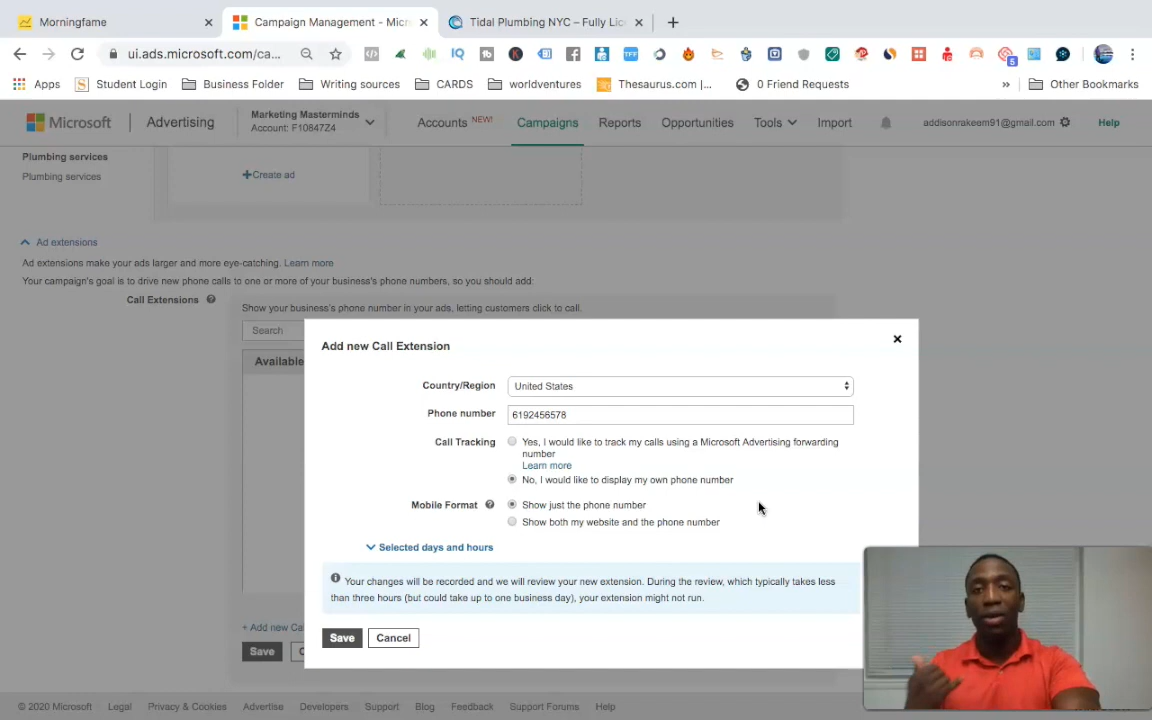 Morningfame
Campaign Management - Micr
Tidal Plumbing NYC – Fully Lic
ui.ads.microsoft.com/ca...
IQ
K
TFF
5
Apps
Student Login
Business Folder
Writing sources
CARDS
worldventures
Thesaurus.com |...
0 Friend Requests
»
Other Bookmarks
Microsoft
Advertising
Marketing Masterminds
Account: F10847Z4
Accounts NEW!
Campaigns
Reports
Opportunities
Tools
Import
addisonrakeem91@gmail.com
Help
Plumbing services
Plumbing services
+Create ad
Ad extensions
Ad extensions make your ads larger and more eye-catching. Learn more
Your campaign's goal is to drive new phone calls to one or more of your business's phone numbers, so you should add:
Call Extensions
Show your business's phone number in your ads, letting customers click to call.
Search
Available
Add new Call Extension
Country/Region
United States
Phone number
6192456578
Call Tracking
Yes, I would like to track my calls using a Microsoft Advertising forwarding
number
Learn more
No, I would like to display my own phone number
Mobile Format
Show just the phone number
Show both my website and the phone number
Selected days and hours
Your changes will be recorded and we will review your new extension. During the review, which typically takes less
than three hours (but could take up to one business day), your extension might not run.
Save
Cancel
+ Add new Ca
Save
C
© 2020 Microsoft
Legal
Privacy & Cookies
Advertise
Developers
Support
Blog
Feedback
Support Forums
Help